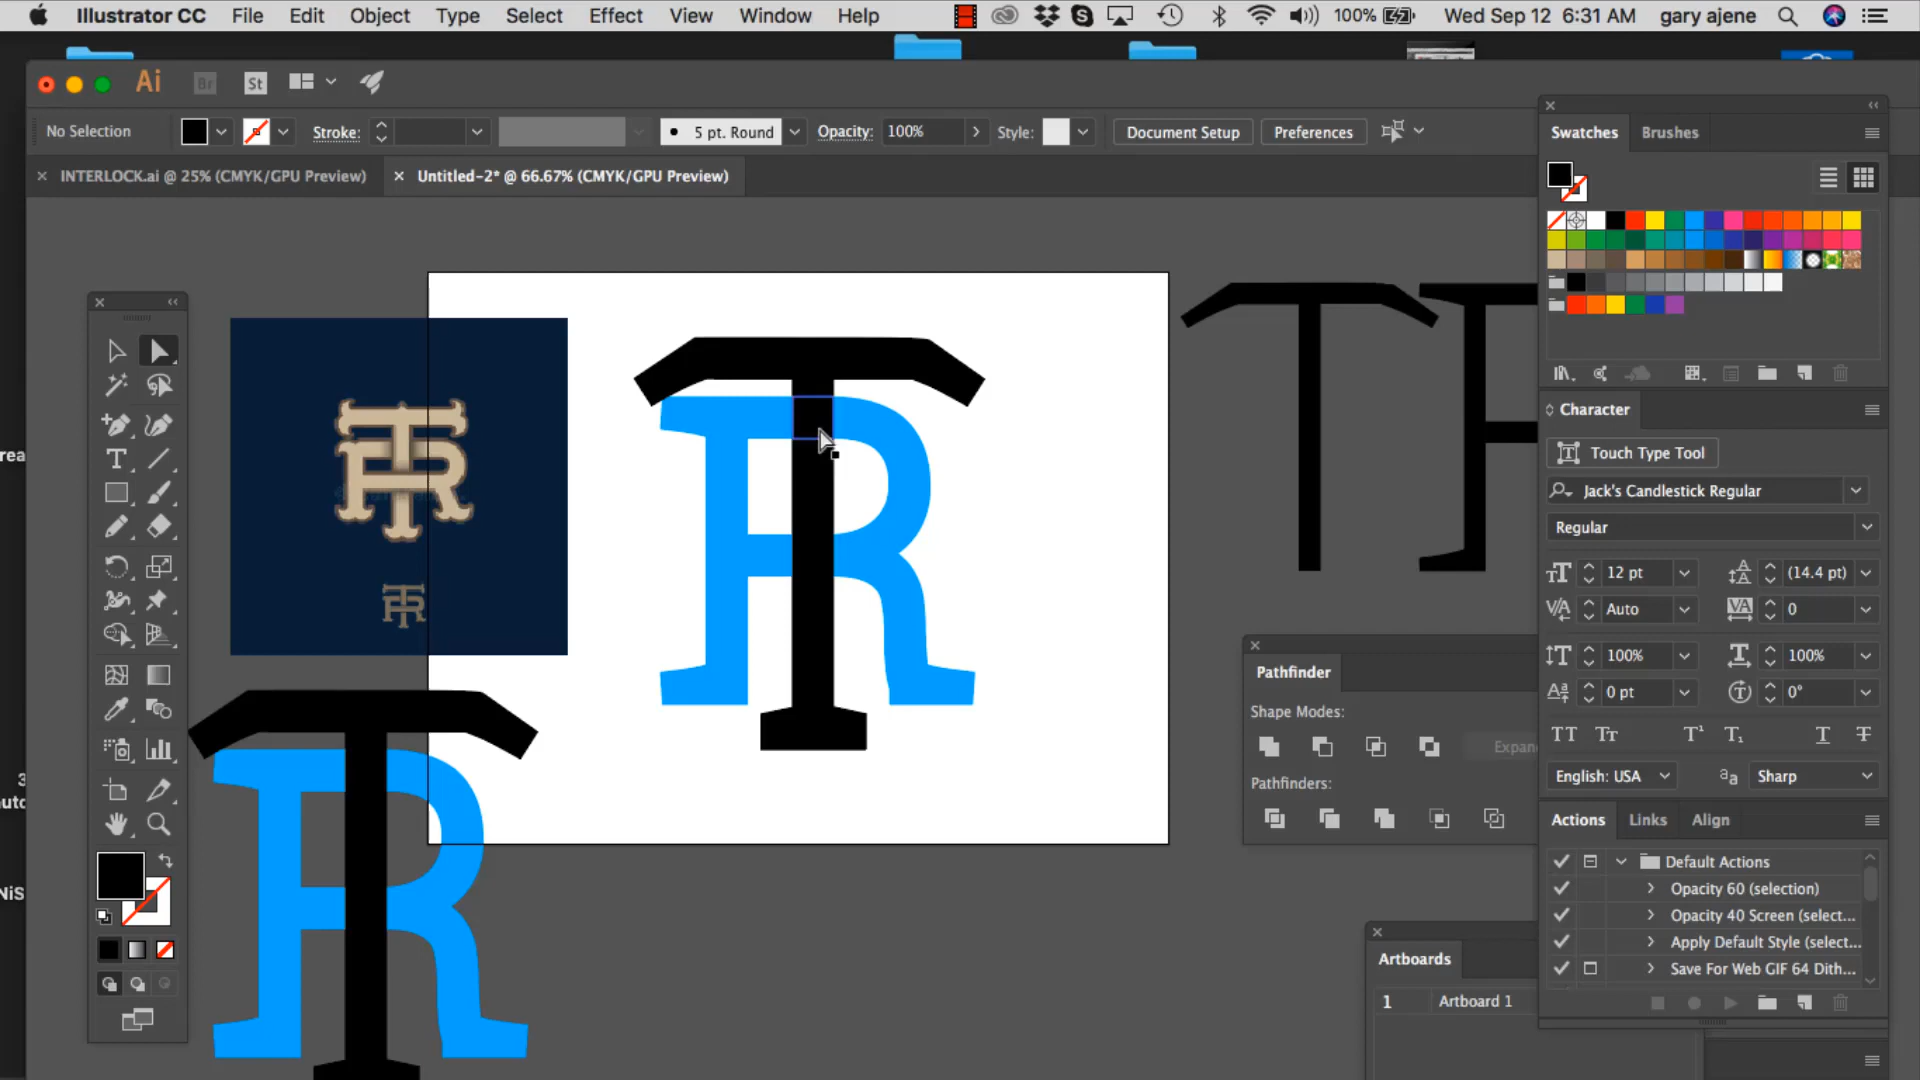 Illustrator CC File Edit Object Type Select Effect View Window Help 100% Wed Sep 12 6:31 AM gary ajene
Ai Br St
No Selection Stroke: 5 pt. Round Opacity: 100% Style: Document Setup Preferences
INTERLOCK.ai @ 25% (CMYK/GPU Preview) Untitled-2* @ 66.67% (CMYK/GPU Preview)
Swatches Brushes
TR
TR
TR
TR
T
Character
Touch Type Tool
Jack's Candlestick Regular
Regular
12 pt (14.4 pt)
Auto 0
100% 100%
0 pt 0°
English: USA Sharp
Pathfinder
Shape Modes:
Pathfinders:
Actions Links Align
Default Actions
Opacity 60 (selection)
Opacity 40 Screen (select...
Apply Default Style (select...
Save For Web GIF 64 Dith...
Artboards
1 Artboard 1